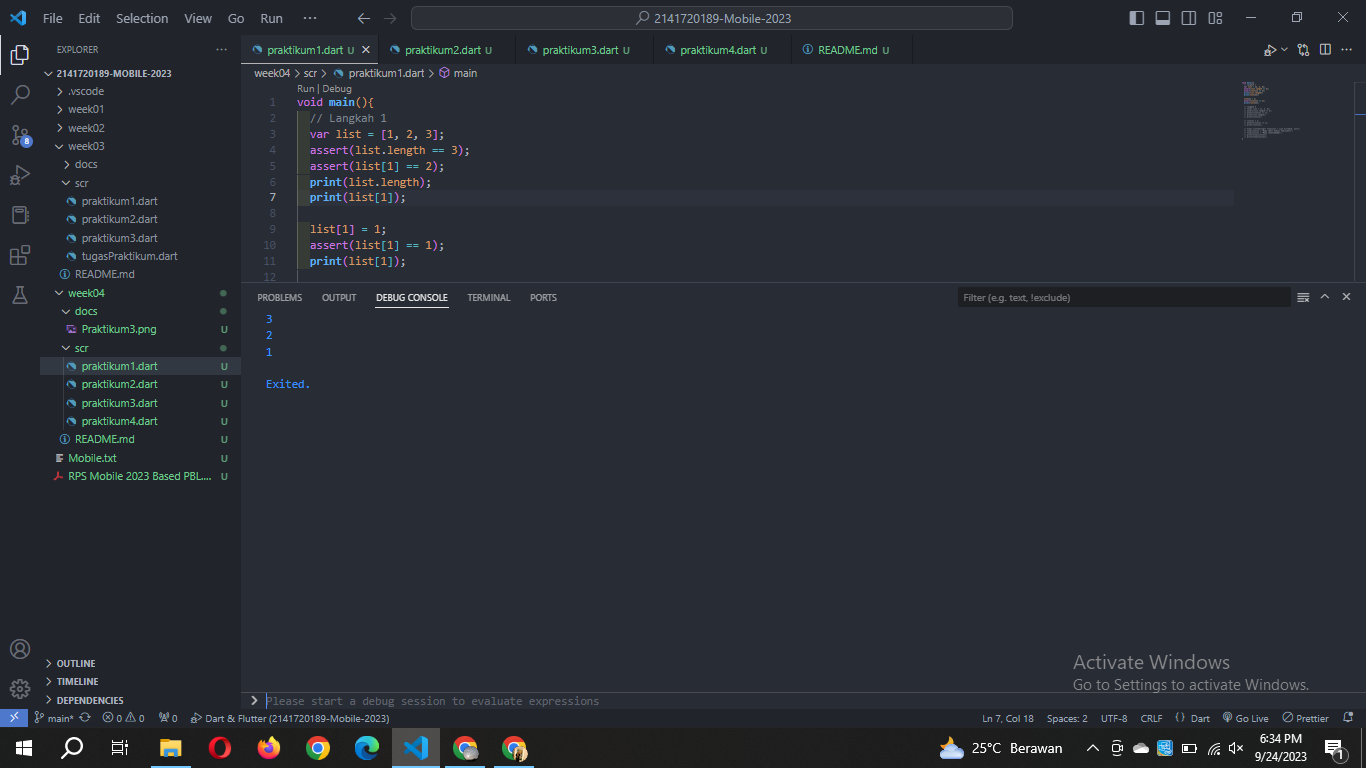 File Edit Selection View Go Run ··· 2141720189-Mobile-2023
EXPLORER ···
2141720189-MOBILE-2023
.vscode
week01
week02
week03
docs
scr
praktikum1.dart
praktikum2.dart
praktikum3.dart
tugasPraktikum.dart
README.md
week04
docs
Praktikum3.png U
scr
praktikum1.dart U
praktikum2.dart U
praktikum3.dart U
praktikum4.dart U
README.md U
Mobile.txt U
RPS Mobile 2023 Based PBL.... U
OUTLINE
TIMELINE
DEPENDENCIES
8
praktikum1.dart U praktikum2.dart U praktikum3.dart U praktikum4.dart U README.md U
week04 > scr > praktikum1.dart > main
Run | Debug
1 void main(){
2 // Langkah 1
3 var list = [1, 2, 3];
4 assert(list.length == 3);
5 assert(list[1] == 2);
6 print(list.length);
7 print(list[1]);
8
9 list[1] = 1;
10 assert(list[1] == 1);
11 print(list[1]);
12
PROBLEMS OUTPUT DEBUG CONSOLE TERMINAL PORTS Filter (e.g. text, !exclude)
3
2
1
Exited.
Activate Windows
Go to Settings to activate Windows.
Please start a debug session to evaluate expressions
main* 0 0 0 Dart & Flutter (2141720189-Mobile-2023) Ln 7, Col 18 Spaces: 2 UTF-8 CRLF {} Dart Go Live Prettier
25°C Berawan 6:34 PM
9/24/2023
1